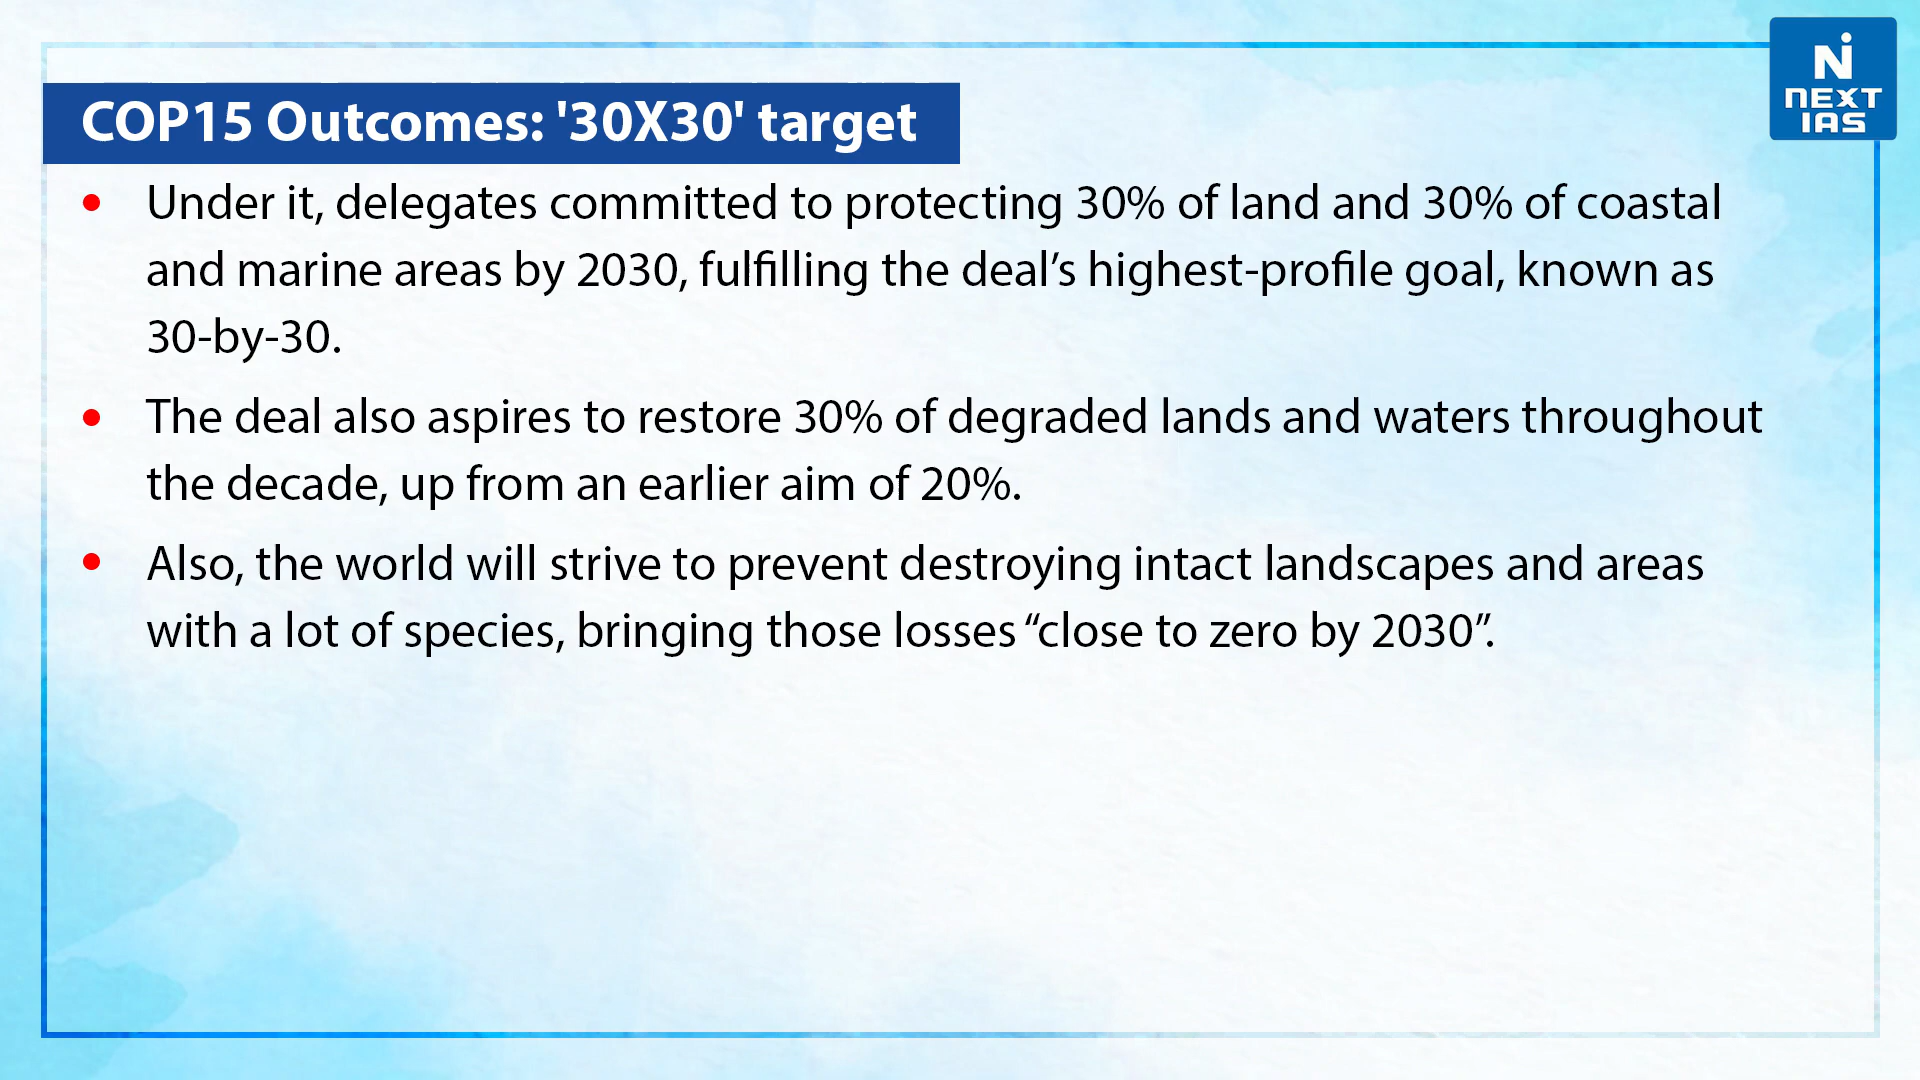 COP15 Outcomes: '30X30' target
NEXT
IAS
• Under it, delegates committed to protecting 30% of land and 30% of coastal
and marine areas by 2030, fulfilling the deal’s highest-profile goal, known as
30-by-30.
• The deal also aspires to restore 30% of degraded lands and waters throughout
the decade, up from an earlier aim of 20%.
• Also, the world will strive to prevent destroying intact landscapes and areas
with a lot of species, bringing those losses “close to zero by 2030”.